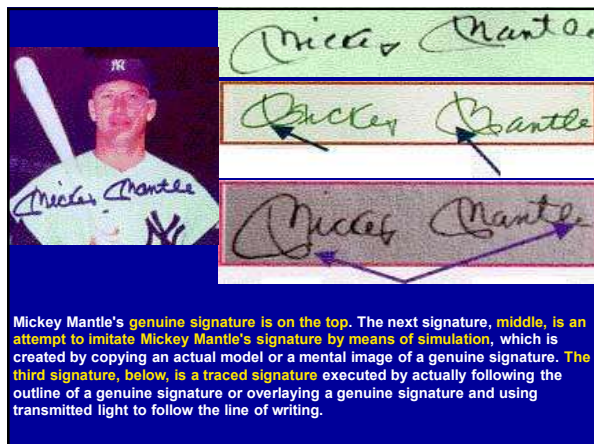 Mickey Mantle
Mickey Mantle
NY
Mickey Mantle
NY
Mickey Mantle
Mickey Mantle's genuine signature is on the top. The next signature, middle, is an
attempt to imitate Mickey Mantle's signature by means of simulation, which is
created by copying an actual model or a mental image of a genuine signature. The
third signature, below, is a traced signature executed by actually following the
outline of a genuine signature or overlaying a genuine signature and using
transmitted light to follow the line of writing.